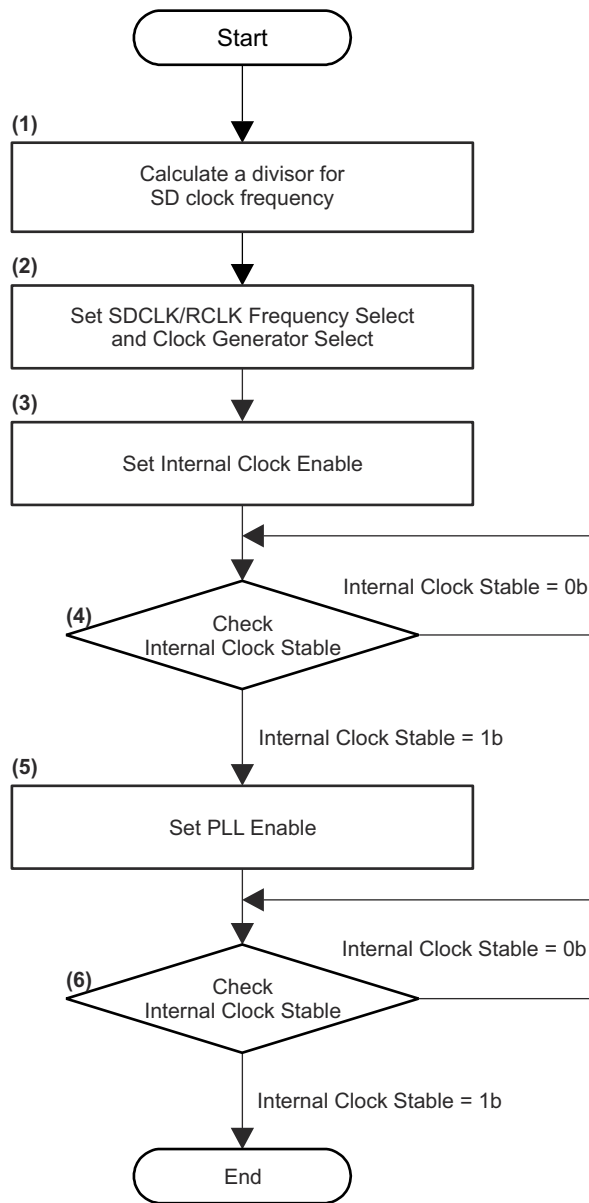 Start
(1)
Calculate a divisor for
SD clock frequency
(2)
Set SDCLK/RCLK Frequency Select
and Clock Generator Select
(3)
Set Internal Clock Enable
Internal Clock Stable = 0b
(4)
Check
Internal Clock Stable
Internal Clock Stable = 1b
(5)
Set PLL Enable
Internal Clock Stable = 0b
(6)
Check
Internal Clock Stable
Internal Clock Stable = 1b
End